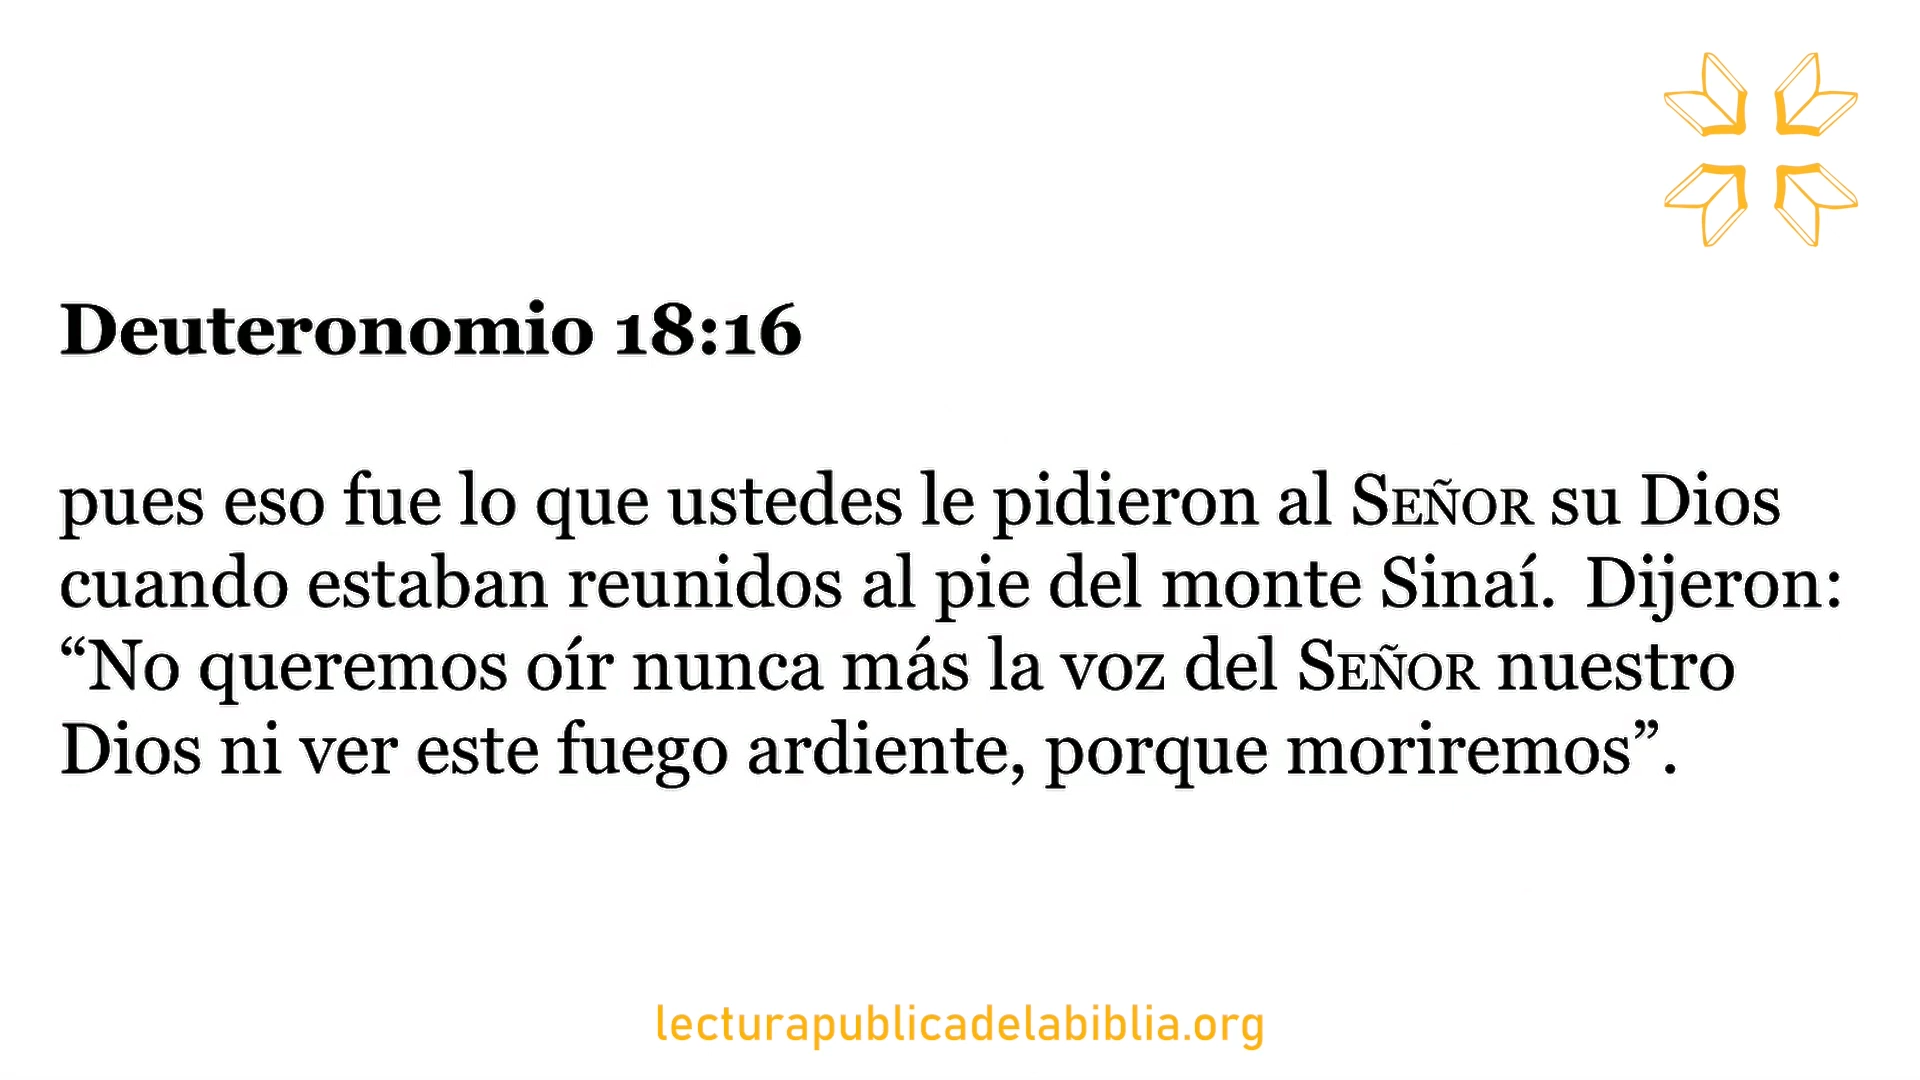 Deuteronomio 18:16
pues eso fue lo que ustedes le pidieron al SEÑOR su Dios
cuando estaban reunidos al pie del monte Sinaí. Dijeron:
“No queremos oír nunca más la voz del SEÑOR nuestro
Dios ni ver este fuego ardiente, porque moriremos”.
lecturapublicadelabiblia.org